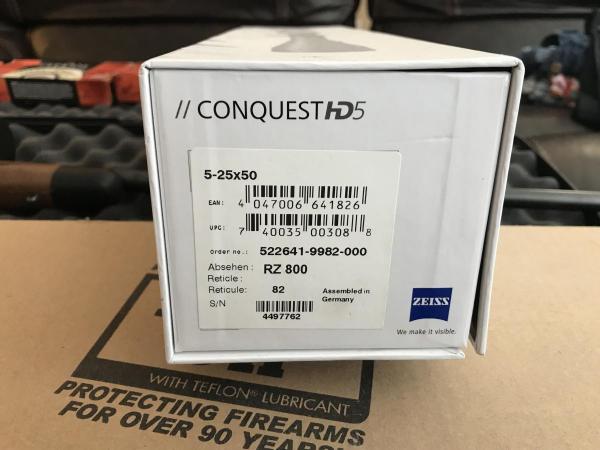 // CONQUEST HD5
5-25x50
EAN: 4 047006 641826
UPC: 7 40035 00308 8
Order no.: 522641-9982-000
Absehen: RZ 800
Reticle:
Reticule: 82 Assembled in
Germany
S/N
4497762
ZEISS
We make it visible.
WITH TEFLON® LUBRICANT
PROTECTING FIREARMS
FOR OVER 90 YEARS!